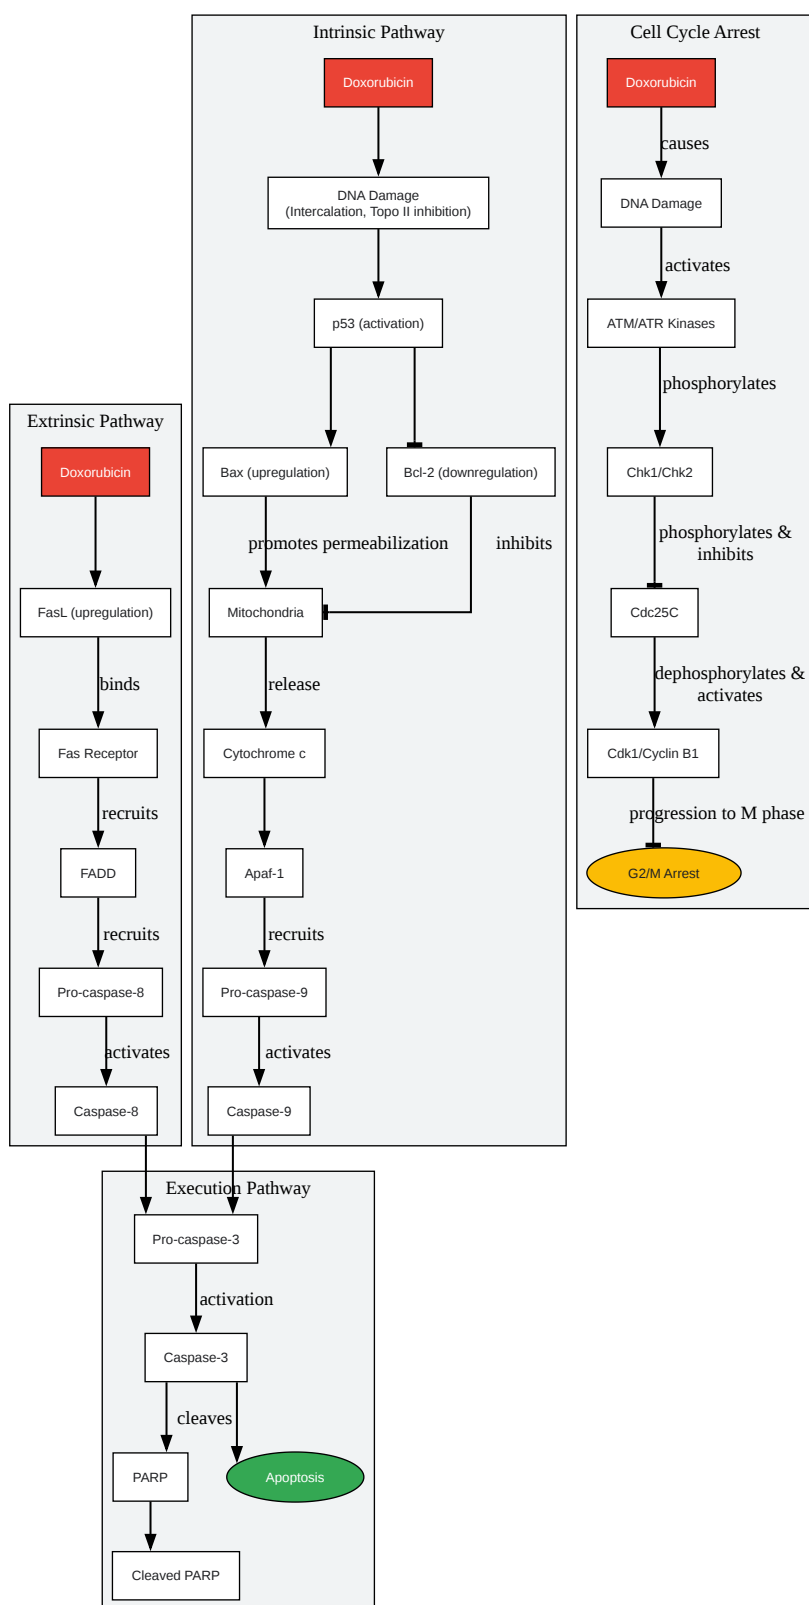 Intrinsic Pathway
Doxorubicin
DNA Damage
(Intercalation, Topo II inhibition)
p53 (activation)
Bax (upregulation)
Bcl-2 (downregulation)
promotes permeabilization
inhibits
Mitochondria
release
Cytochrome c
Apaf-1
recruits
Pro-caspase-9
activates
Caspase-9
Cell Cycle Arrest
Doxorubicin
causes
DNA Damage
activates
ATM/ATR Kinases
phosphorylates
Chk1/Chk2
phosphorylates &
inhibits
Cdc25C
dephosphorylates &
activates
Cdk1/Cyclin B1
progression to M phase
G2/M Arrest
Extrinsic Pathway
Doxorubicin
FasL (upregulation)
binds
Fas Receptor
recruits
FADD
recruits
Pro-caspase-8
activates
Caspase-8
Execution Pathway
Pro-caspase-3
activation
Caspase-3
cleaves
PARP
Apoptosis
Cleaved PARP